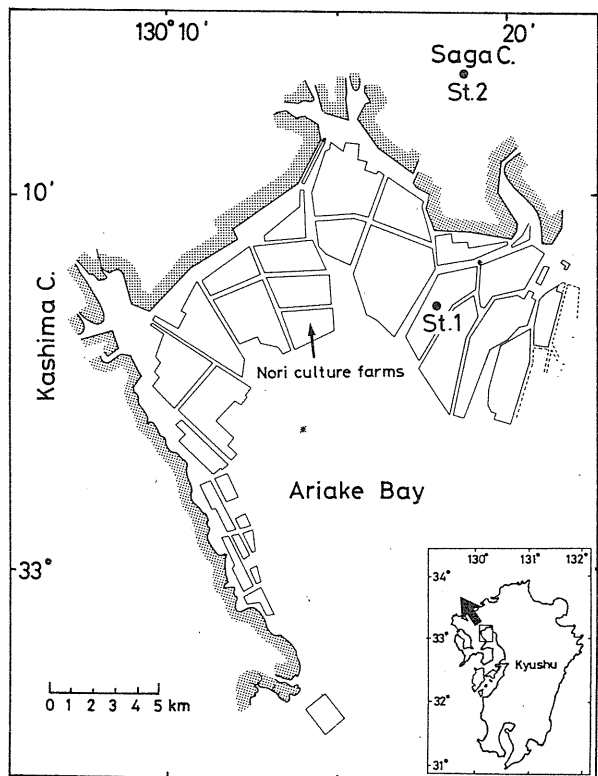 130°10'
20'
Saga C.
St.2
10'
Kashima C.
St.1
Nori culture farms
Ariake Bay
33°
0 1 2 3 4 5 km
130° 131° 132°
34°
33°
Kyushu
32°
31°